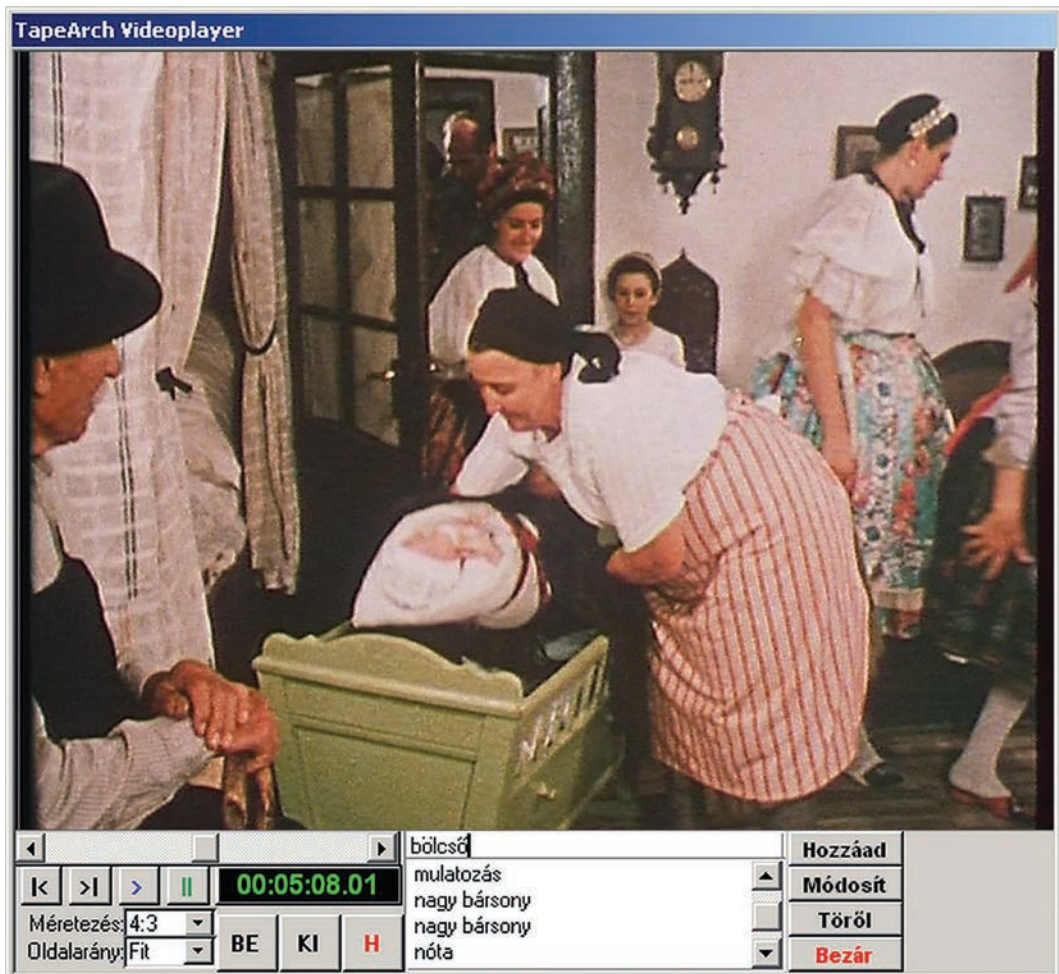 TapeArch Videoplayer
bölcső
mulatozás
nagy bársony
nagy bársony
nóta
00:05:08.01
Méretezés: 4:3
Oldalarány: Fit
BE
KI
H
Hozzáad
Módosít
Töröl
Bezár